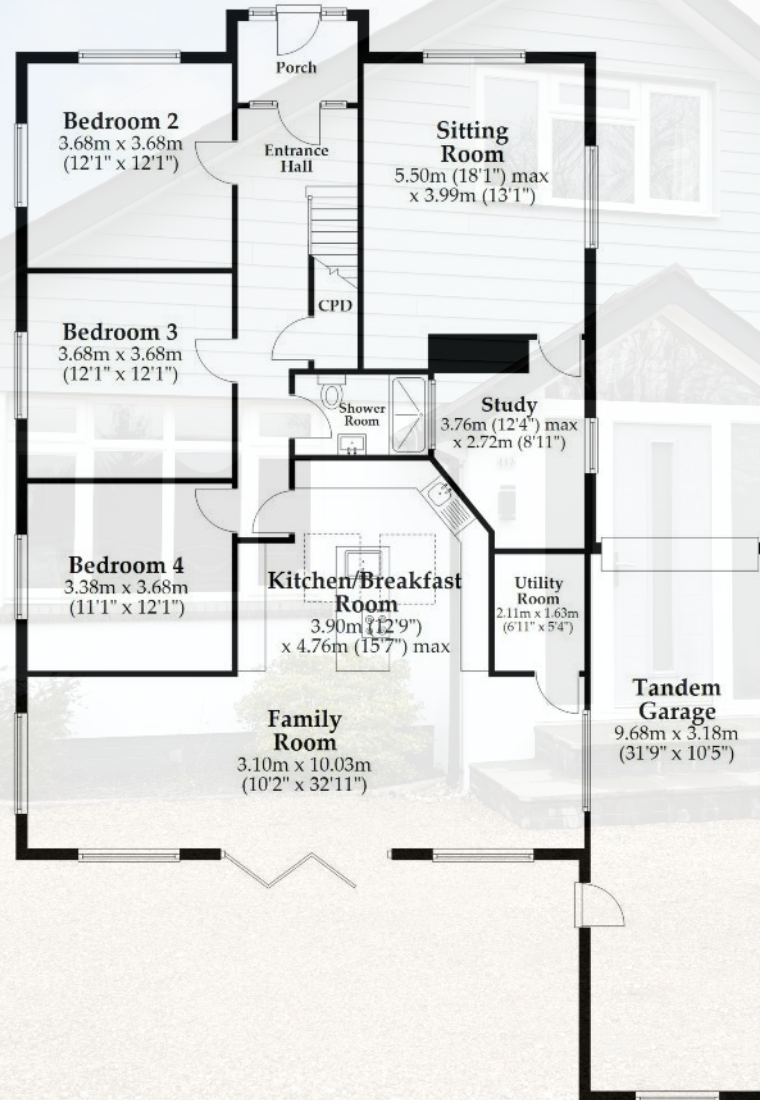 Porch
Bedroom 2
3.68m x 3.68m
(12'1" x 12'1")
Entrance
Hall
Sitting
Room
5.50m (18'1") max
x 3.99m (13'1")
CPD
Bedroom 3
3.68m x 3.68m
(12'1" x 12'1")
Shower
Room
Study
3.76m (12'4") max
x 2.72m (8'11")
Bedroom 4
3.38m x 3.68m
(11'1" x 12'1")
Kitchen/Breakfast
Room
3.90m (12'9")
x 4.76m (15'7") max
Utility
Room
2.11m x 1.63m
(6'11" x 5'4")
Family
Room
3.10m x 10.03m
(10'2" x 32'11")
Tandem
Garage
9.68m x 3.18m
(31'9" x 10'5")